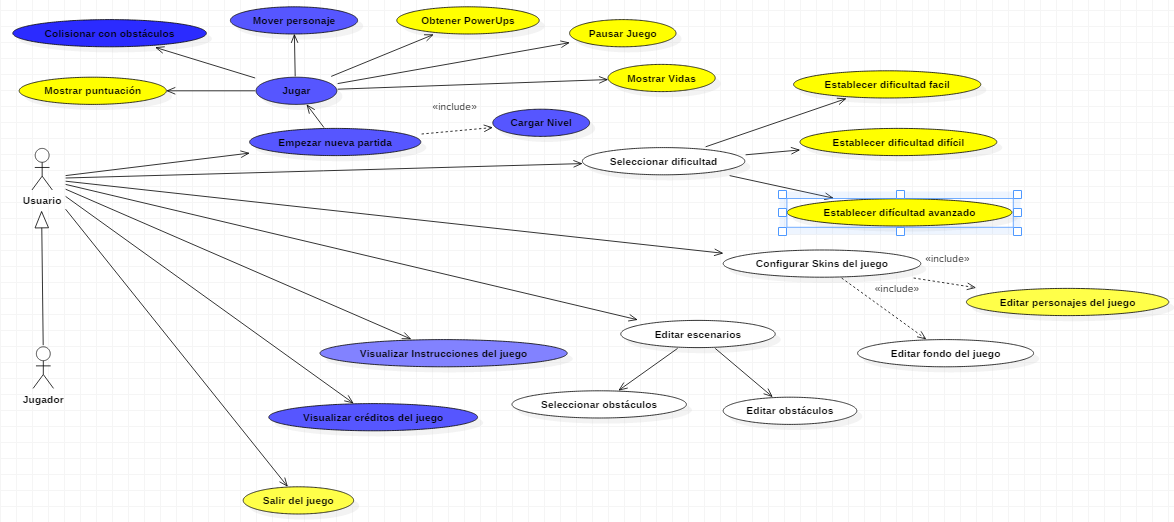 Mover personaje
Obtener PowerUps
Colisionar con obstáculos
Pausar Juego
Mostrar Vidas
Establecer dificultad facil
Mostrar puntuación
Jugar
«include»
Cargar Nivel
Empezar nueva partida
Establecer dificultad difícil
Seleccionar dificultad
Usuario
Establecer dificultad avanzado
Configurar Skins del juego
«include»
«include»
Editar personajes del juego
Editar escenarios
Visualizar Instrucciones del juego
Editar fondo del juego
Jugador
Seleccionar obstáculos
Editar obstáculos
Visualizar créditos del juego
Salir del juego